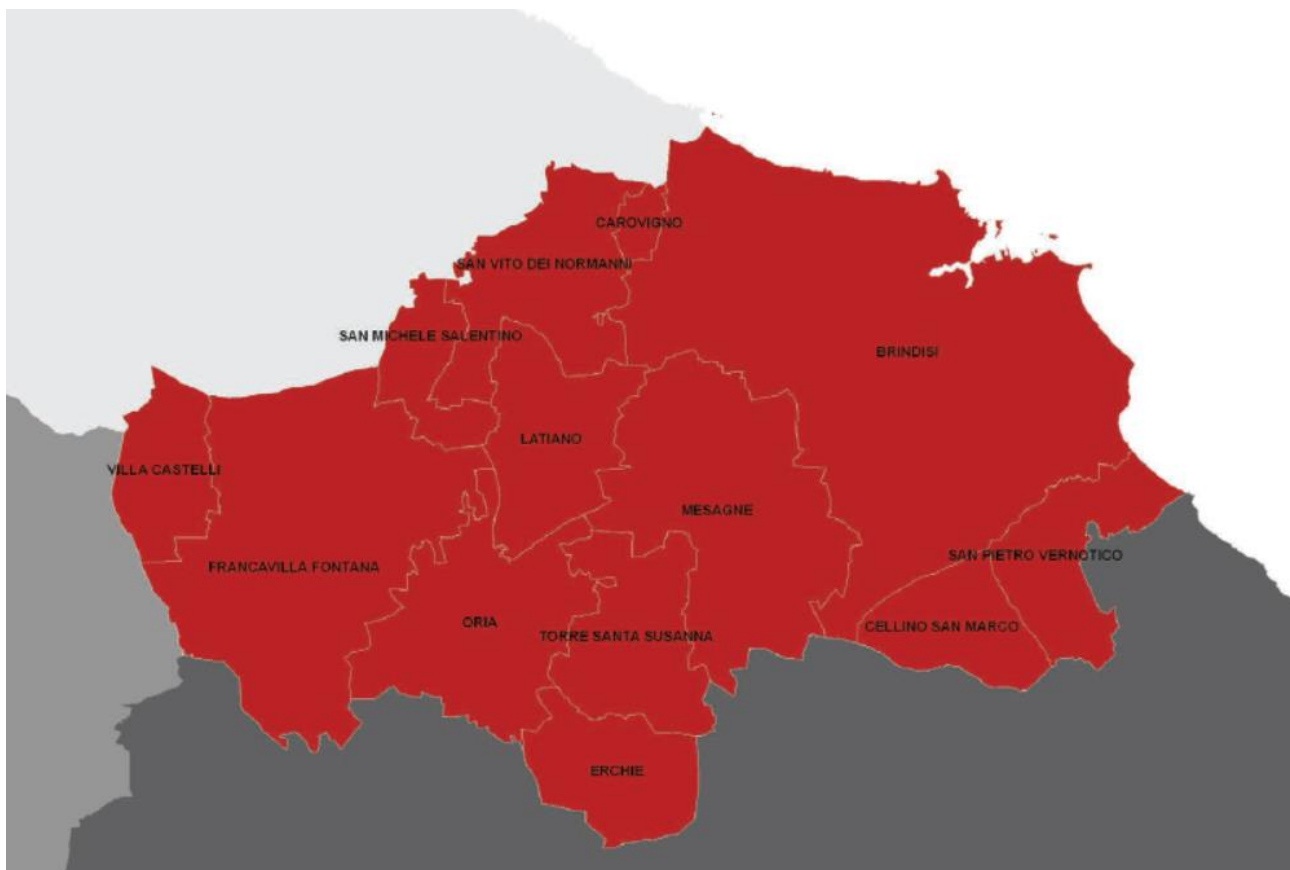 CAROVIGNO
SAN VITO DEI NORMANNI
SAN MICHELE SALENTINO
BRINDISI
LATIANO
VILLA CASTELLI
MESAGNE
SAN PIETRO VERNOTICO
FRANCAVILLA FONTANA
ORIA
CELLINO SAN MARCO
TORRE SANTA SUSANNA
ERCHIE